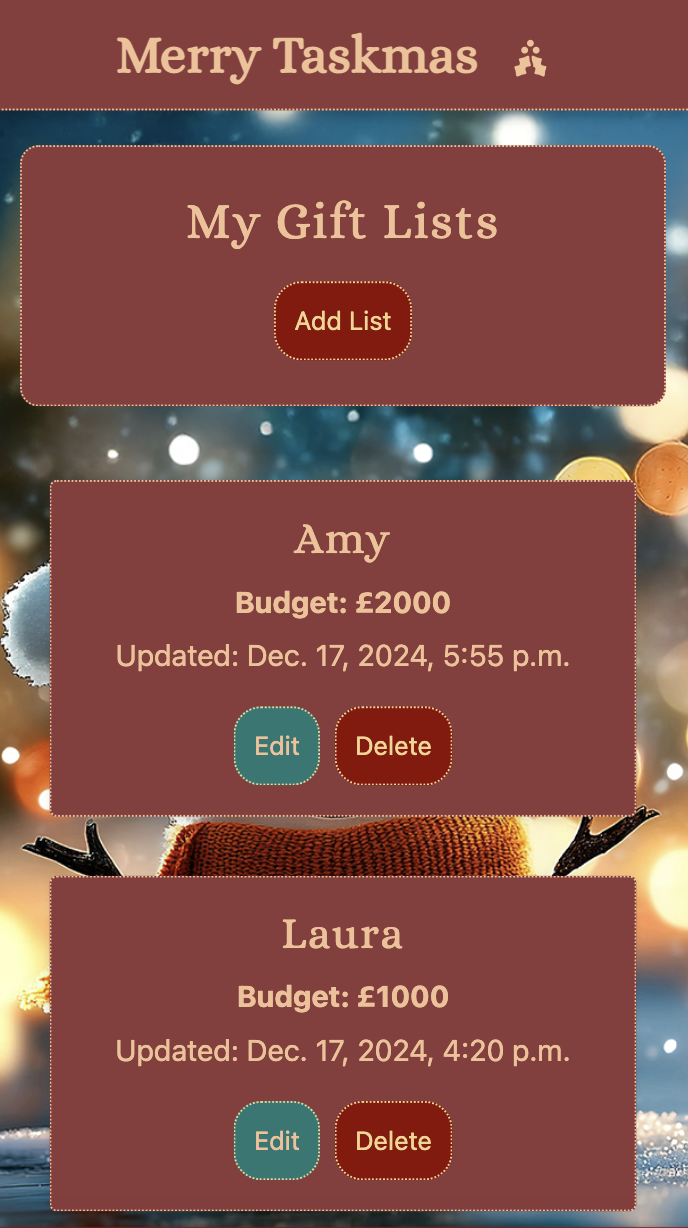 Merry Taskmas
My Gift Lists
Add List
Amy
Budget: £2000
Updated: Dec. 17, 2024, 5:55 p.m.
Edit Delete
Laura
Budget: £1000
Updated: Dec. 17, 2024, 4:20 p.m.
Edit Delete